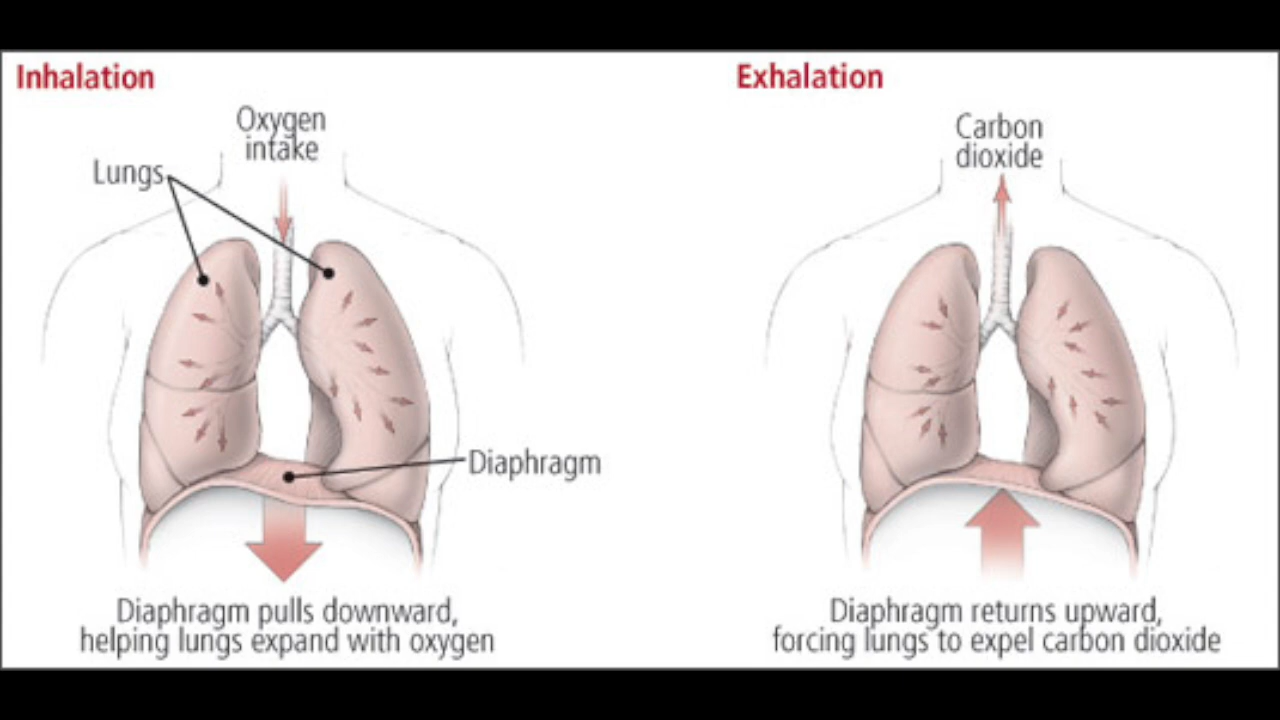 Inhalation
Oxygen
intake
Lungs
Diaphragm
Diaphragm pulls downward,
helping lungs expand with oxygen
Exhalation
Carbon
dioxide
Diaphragm returns upward,
forcing lungs to expel carbon dioxide